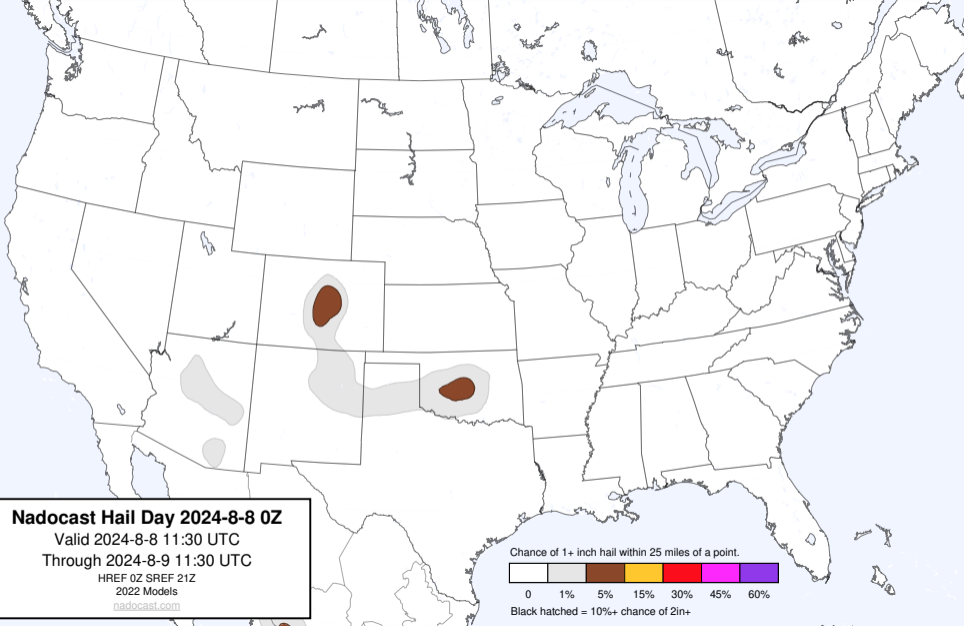 Nadocast Hail Day 2024-8-8 0Z
Valid 2024-8-8 11:30 UTC
Through 2024-8-9 11:30 UTC
HREF 0Z SREF 21Z
2022 Models
nadocast.com
Chance of 1+ inch hail within 25 miles of a point.
0 1% 5% 15% 30% 45% 60%
Black hatched = 10%+ chance of 2in+